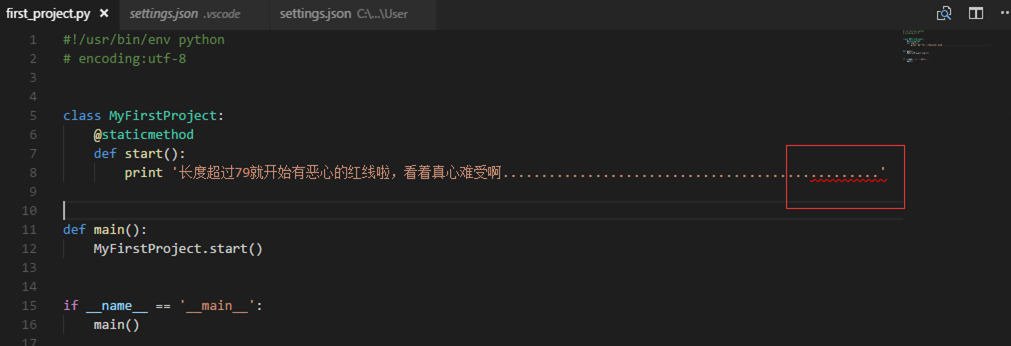 first_project.py × settings.json .vscode settings.json C:\...\User
1 #!/usr/bin/env python
2 # encoding:utf-8
3
4
5 class MyFirstProject:
6 @staticmethod
7 def start():
8 print '长度超过79就开始有恶心的红线啦，看着真心难受啊.................................................'
9
10
11 def main():
12 MyFirstProject.start()
13
14
15 if __name__ == '__main__':
16 main()
17